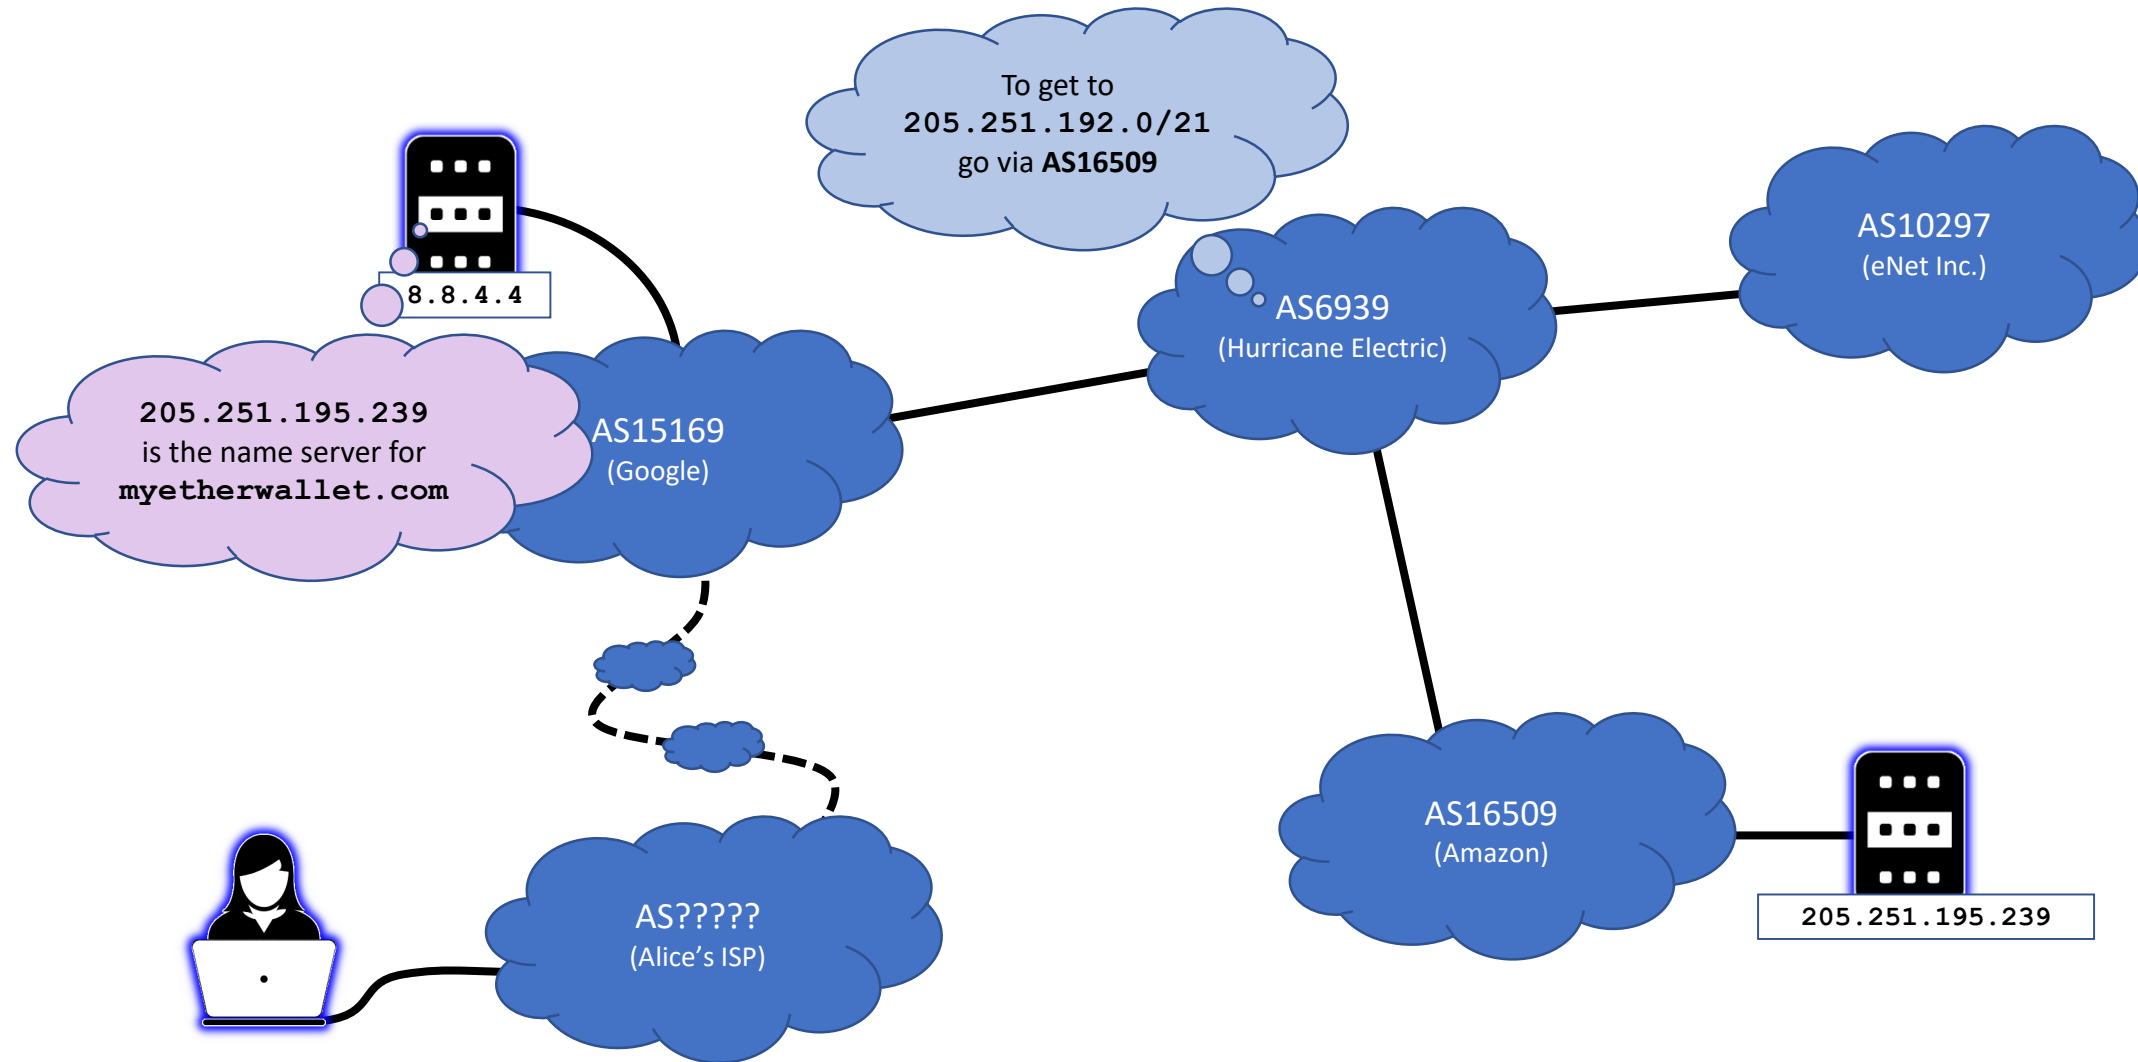 To get to
205.251.192.0/21
go via AS16509
AS10297
(eNet Inc.)
8.8.4.4
AS6939
(Hurricane Electric)
205.251.195.239
is the name server for
myetherwallet.com
AS15169
(Google)
AS16509
(Amazon)
205.251.195.239
AS?????
(Alice’s ISP)